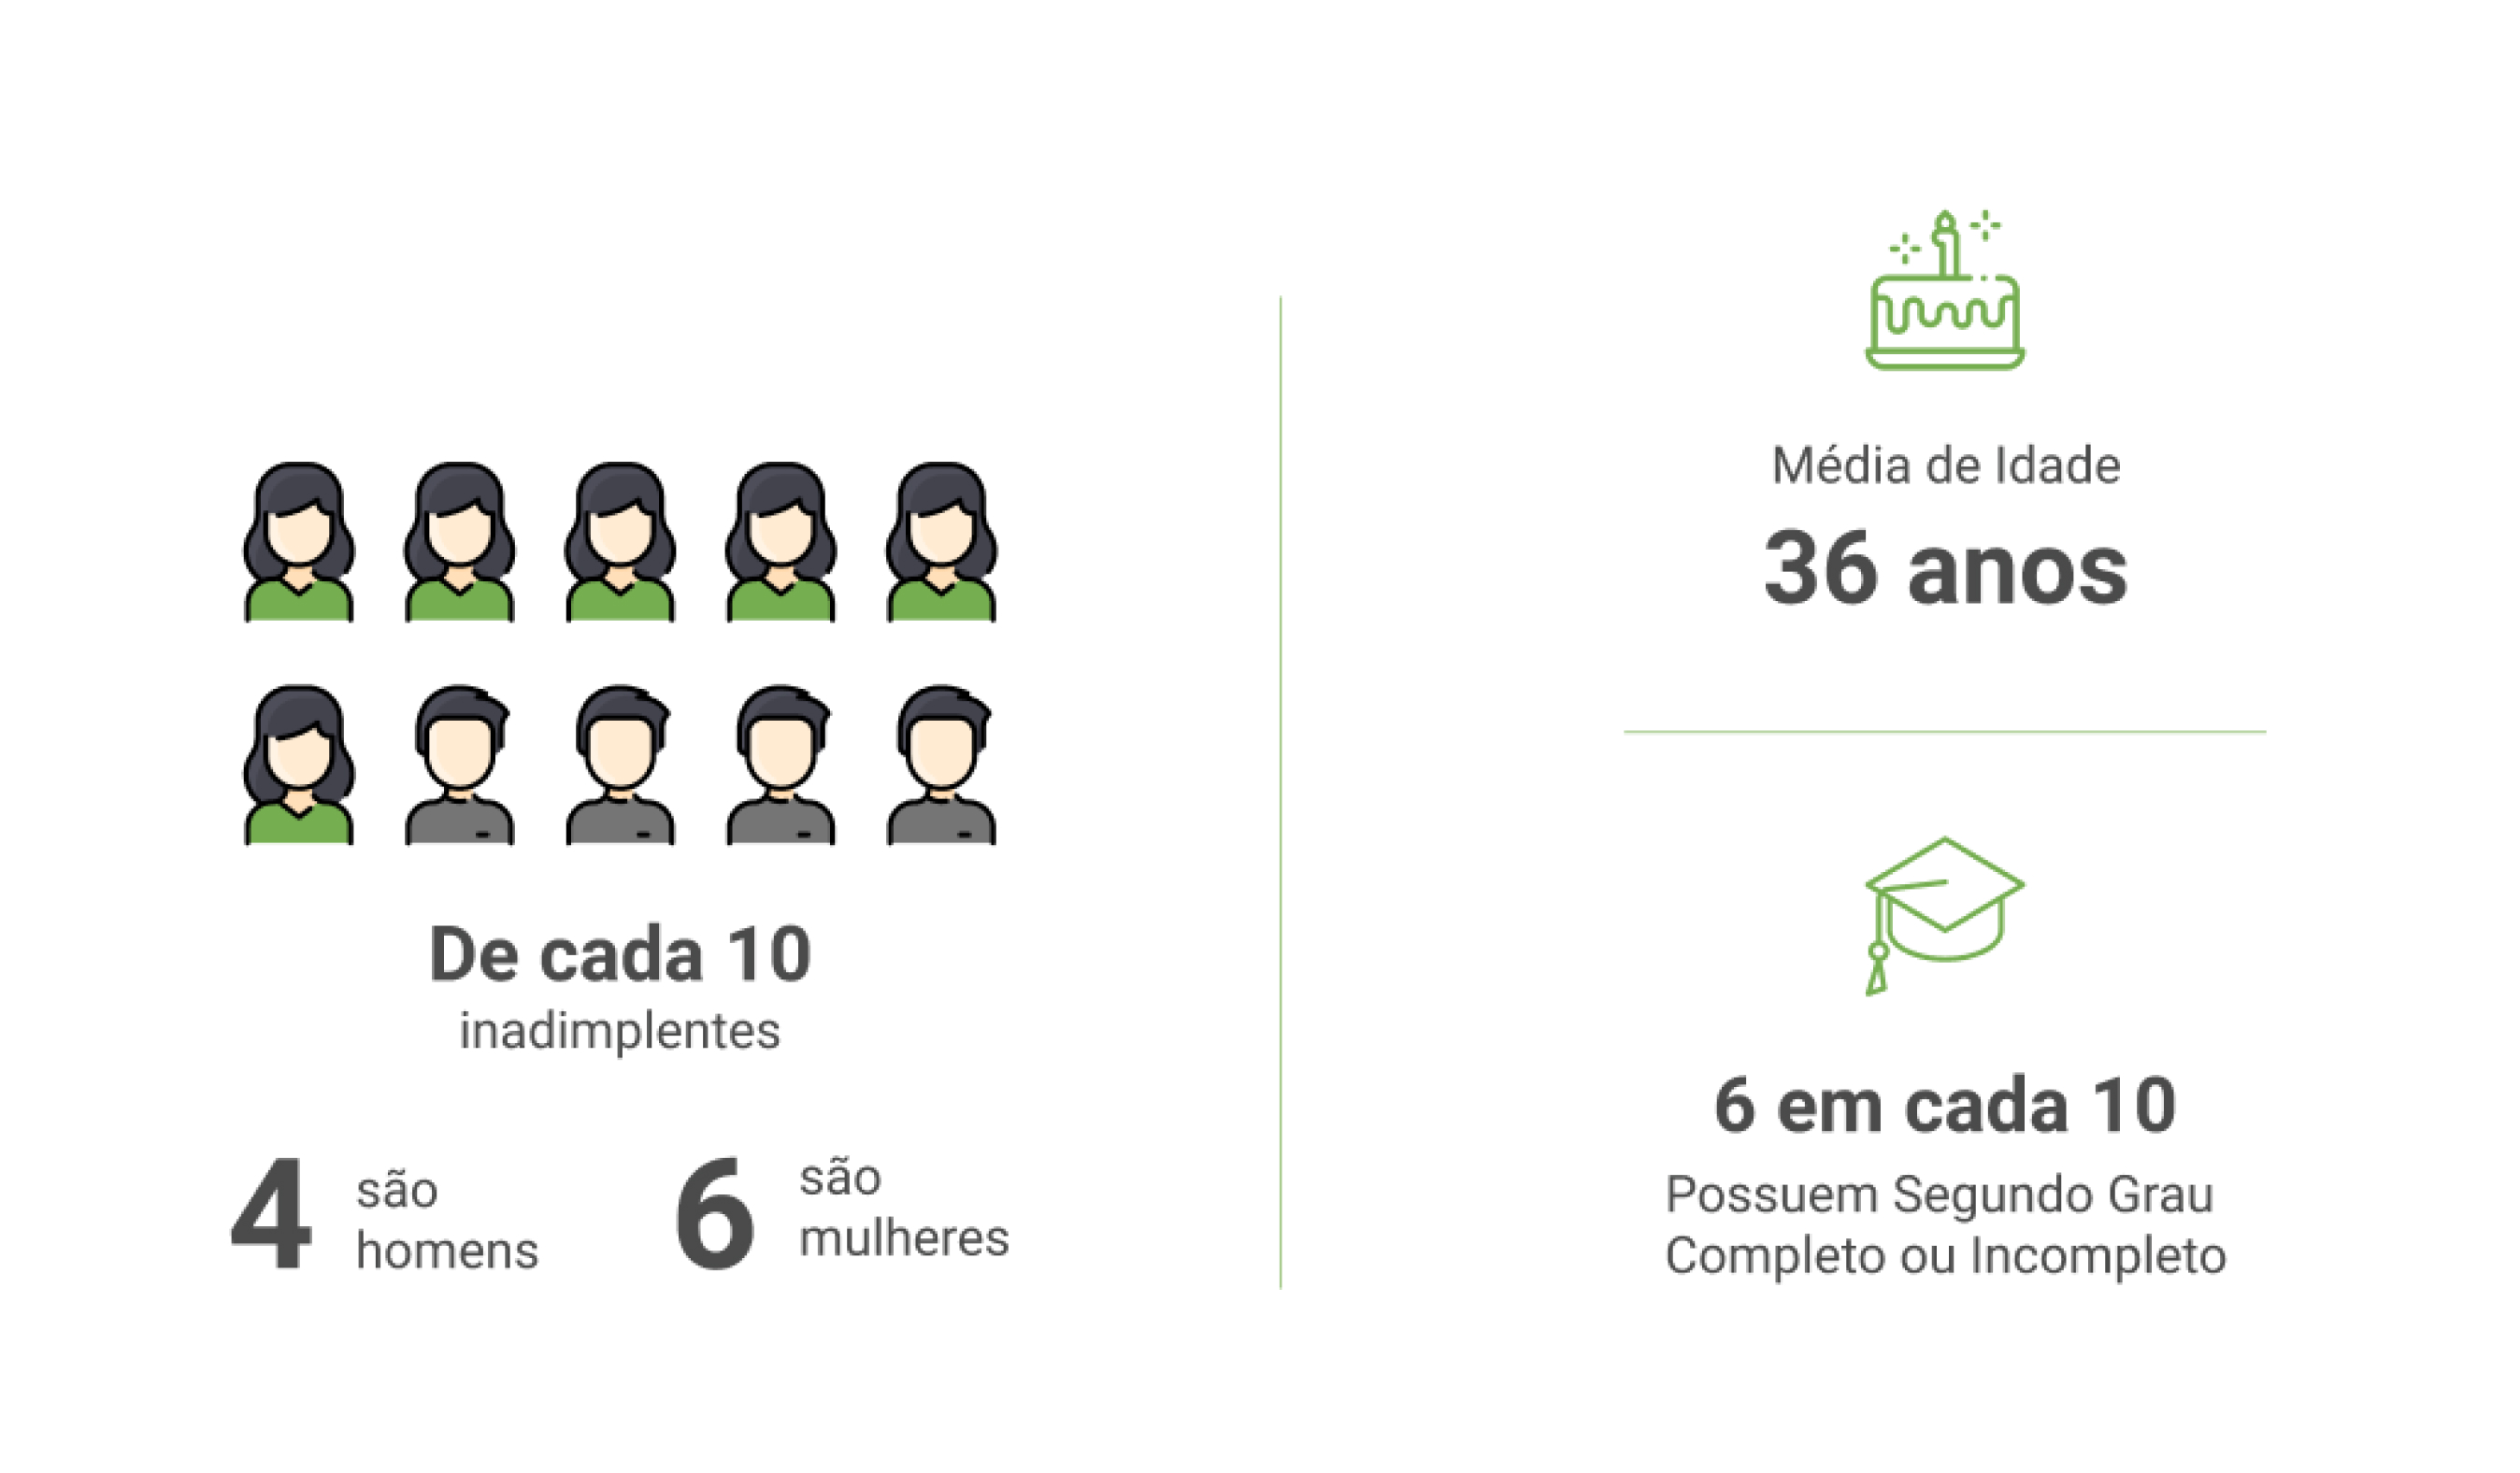 De cada 10
inadimplentes
4 são
homens
6 são
mulheres
Média de Idade
36 anos
6 em cada 10
Possuem Segundo Grau
Completo ou Incompleto